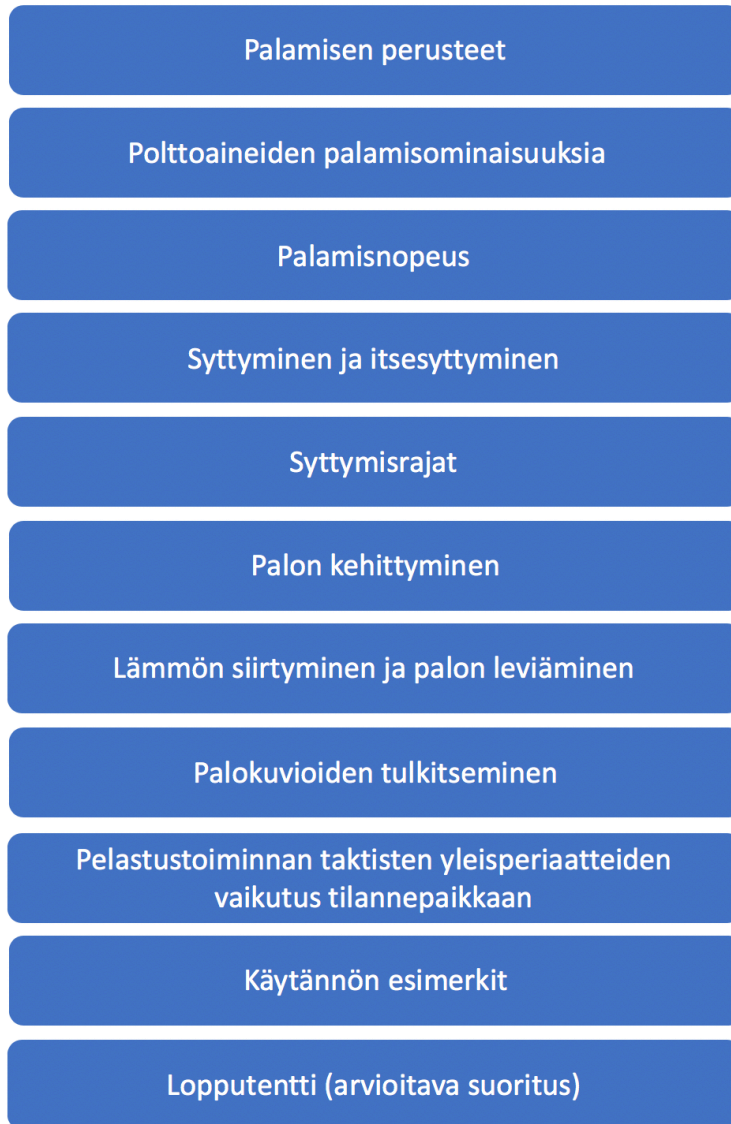 Palamisen perusteet
Polttoaineiden palamisominaisuuksia
Palamisnopeus
Syttyminen ja itsesyttyminen
Syttymisrajat
Palon kehittyminen
Lämmön siirtyminen ja palon leviäminen
Palokuvioiden tulkitseminen
Pelastustoiminnan taktisten yleisperiaatteiden
vaikutus tilannepaikkaan
Käytännön esimerkit
Lopputentti (arvioitava suoritus)